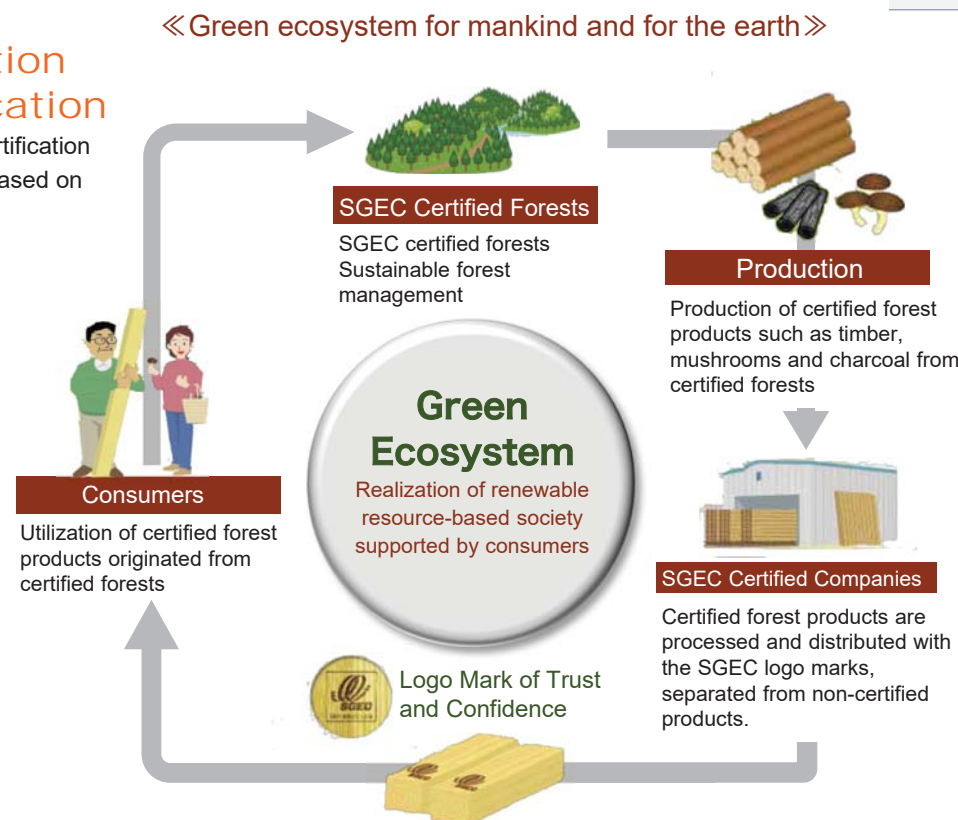 ≪Green ecosystem for mankind and for the earth≫
tion
cation
rtification
ased on
SGEC Certified Forests
SGEC certified forests
Sustainable forest
management
Production
Production of certified forest
products such as timber,
mushrooms and charcoal from
certified forests
Green
Ecosystem
Realization of renewable
resource-based society
supported by consumers
Consumers
Utilization of certified forest
products originated from
certified forests
SGEC Certified Companies
Certified forest products are
processed and distributed with
the SGEC logo marks,
separated from non-certified
products.
SGEC
Logo Mark of Trust
and Confidence